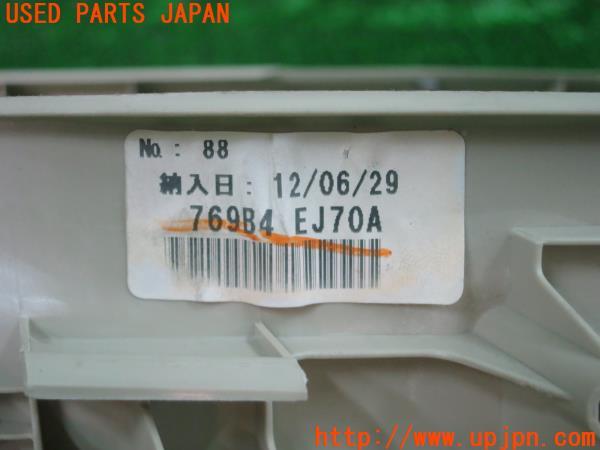 USED PARTS JAPAN
No. : 88
納入日 : 12/06/29
769B4 EJ70A
http://www.upjpn.com